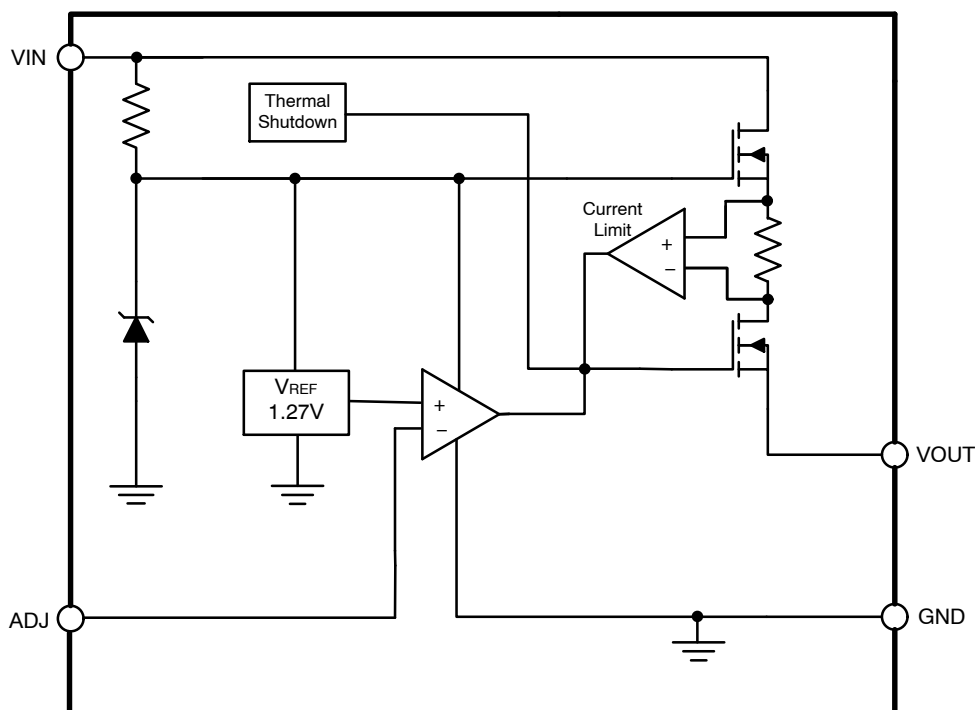 VIN
Thermal
Shutdown
Current
Limit
+
−
VREF
1.27V
+
−
VOUT
ADJ
GND